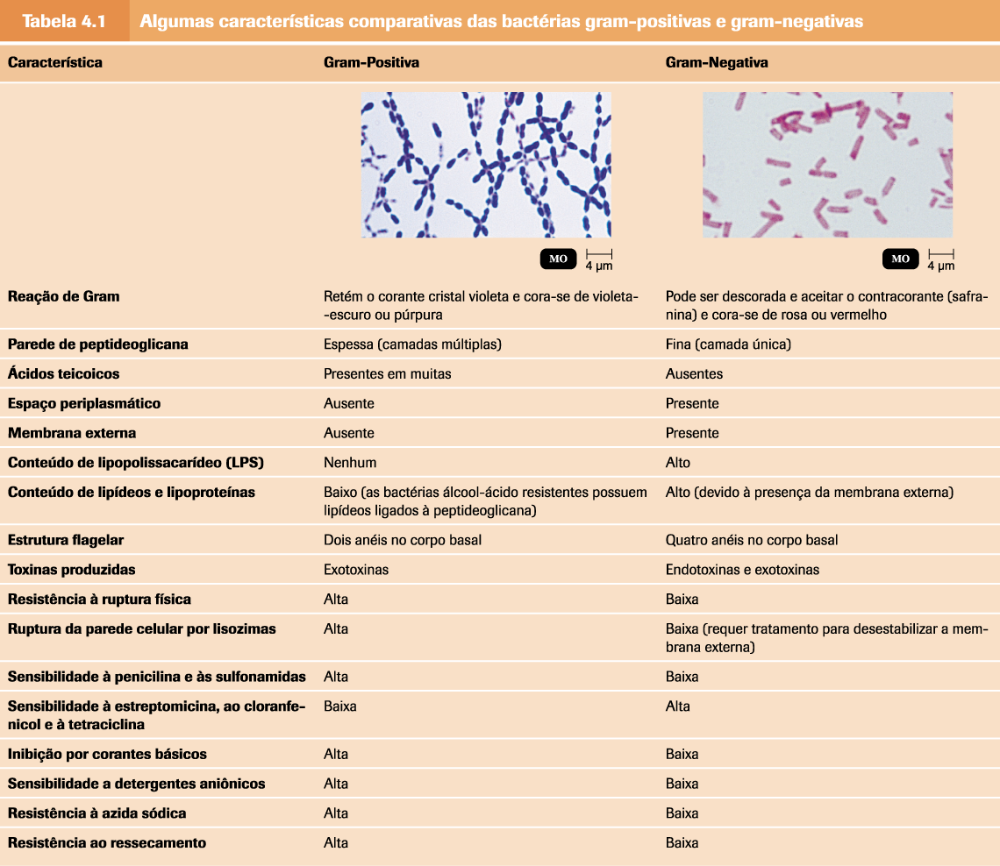 Tabela 4.1 Algumas características comparativas das bactérias gram-positivas e gram-negativas
Característica Gram-Positiva Gram-Negativa
MO 4 μm MO 4 μm
Reação de Gram Retém o corante cristal violeta e cora-se de violeta- Pode ser descorada e aceitar o contracorante (safra-
-escuro ou púrpura nina) e cora-se de rosa ou vermelho
Parede de peptideoglicana Espessa (camadas múltiplas) Fina (camada única)
Ácidos teicoicos Presentes em muitas Ausentes
Espaço periplasmático Ausente Presente
Membrana externa Ausente Presente
Conteúdo de lipopolissacarídeo (LPS) Nenhum Alto
Conteúdo de lipídeos e lipoproteínas Baixo (as bactérias álcool-ácido resistentes possuem Alto (devido à presença da membrana externa)
lipídeos ligados à peptideoglicana)
Estrutura flagelar Dois anéis no corpo basal Quatro anéis no corpo basal
Toxinas produzidas Exotoxinas Endotoxinas e exotoxinas
Resistência à ruptura física Alta Baixa
Ruptura da parede celular por lisozimas Alta Baixa (requer tratamento para desestabilizar a mem-
brana externa)
Sensibilidade à penicilina e às sulfonamidas Alta Baixa
Sensibilidade à estreptomicina, ao cloranfe- Baixa Alta
nicol e à tetraciclina
Inibição por corantes básicos Alta Baixa
Sensibilidade a detergentes aniônicos Alta Baixa
Resistência à azida sódica Alta Baixa
Resistência ao ressecamento Alta Baixa